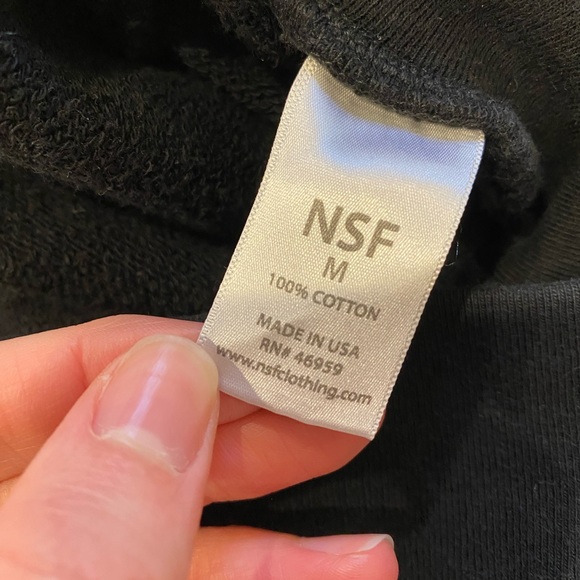 NSF
M
100% COTTON
MADE IN USA
RN# 46959
www.nsfclothing.com